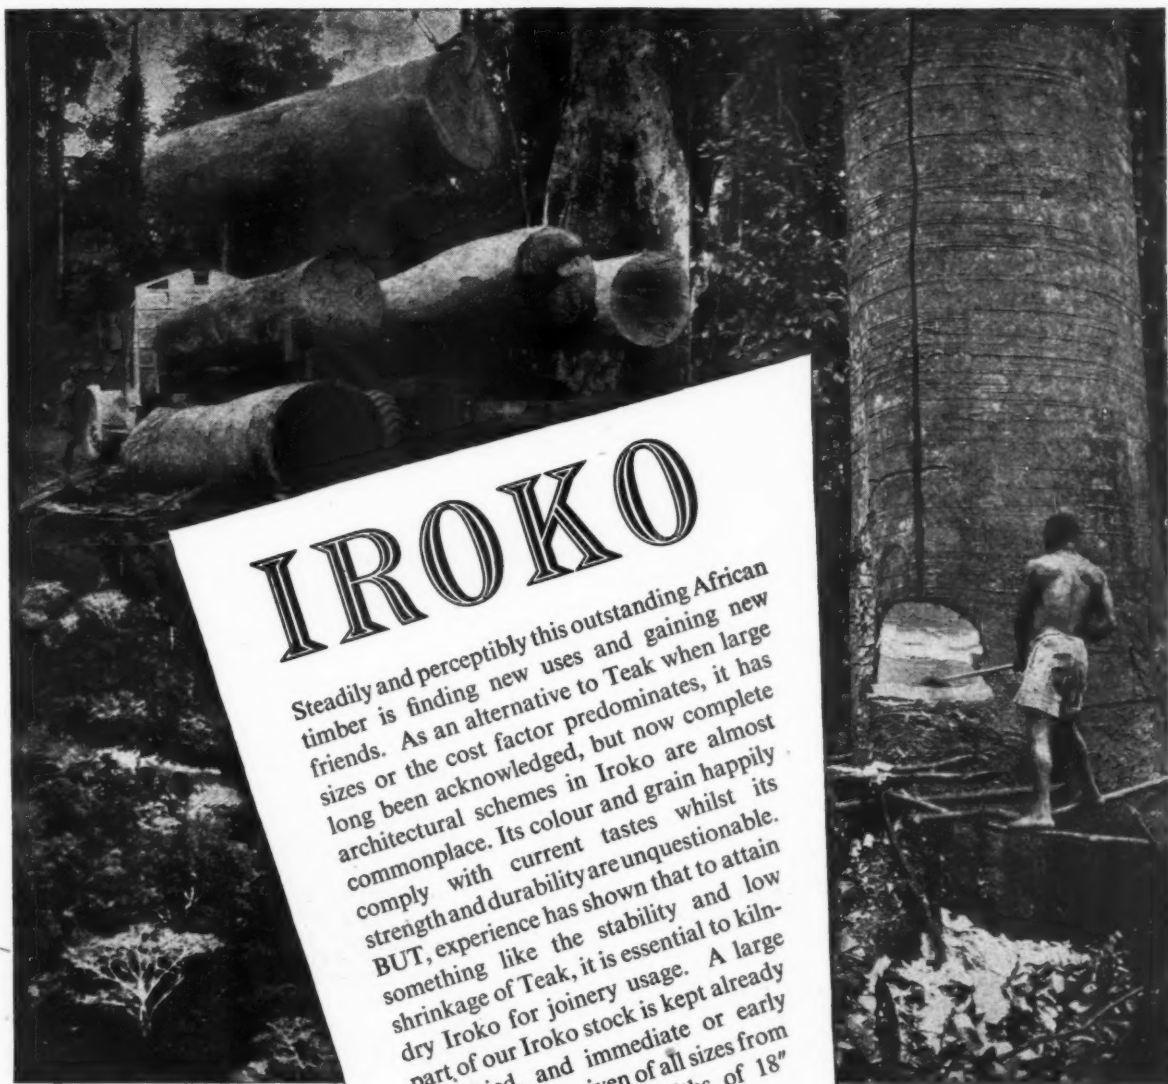 IROKO
Steadily and perceptibly this outstanding African
timber is finding new uses and gaining new
friends. As an alternative to Teak when large
sizes or the cost factor predominates, it has
long been acknowledged, but now complete
architectural schemes in Iroko are almost
commonplace. Its colour and grain happily
comply with current tastes whilst its
strength and durability are unquestionable.
BUT, experience has shown that to attain
something like the stability and low
shrinkage of Teak, it is essential to kiln-
dry Iroko for joinery usage. A large
part of our Iroko stock is kept already
and immediate or early
of all sizes from
of 18"